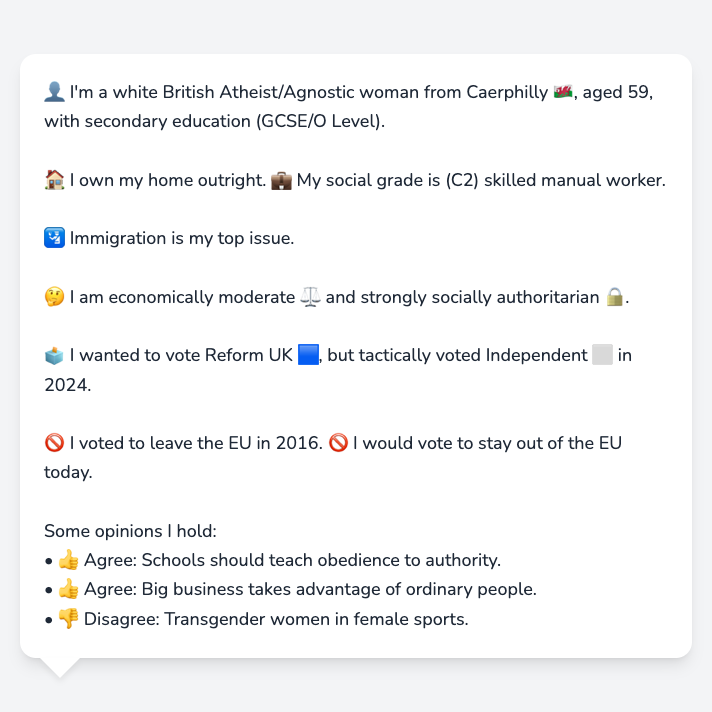 👤 I'm a white British Atheist/Agnostic woman from Caerphilly 🏴󠁧󠁢󠁷󠁬󠁳󠁿, aged 59,
with secondary education (GCSE/O Level).
🏠 I own my home outright. 💼 My social grade is (C2) skilled manual worker.
🛂 Immigration is my top issue.
🤔 I am economically moderate ⚖️ and strongly socially authoritarian 🔒.
🗳️ I wanted to vote Reform UK 🟦, but tactically voted Independent ⬜ in
2024.
🚫 I voted to leave the EU in 2016. 🚫 I would vote to stay out of the EU
today.
Some opinions I hold:
• 👍 Agree: Schools should teach obedience to authority.
• 👍 Agree: Big business takes advantage of ordinary people.
• 👎 Disagree: Transgender women in female sports.